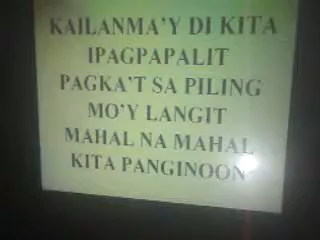 KAILANMA'Y DI KITA
IPAGPAPALIT
PAGKA'T SA PILING
MO'Y LANGIT
MAHAL NA MAHAL
KITA PANGINOON